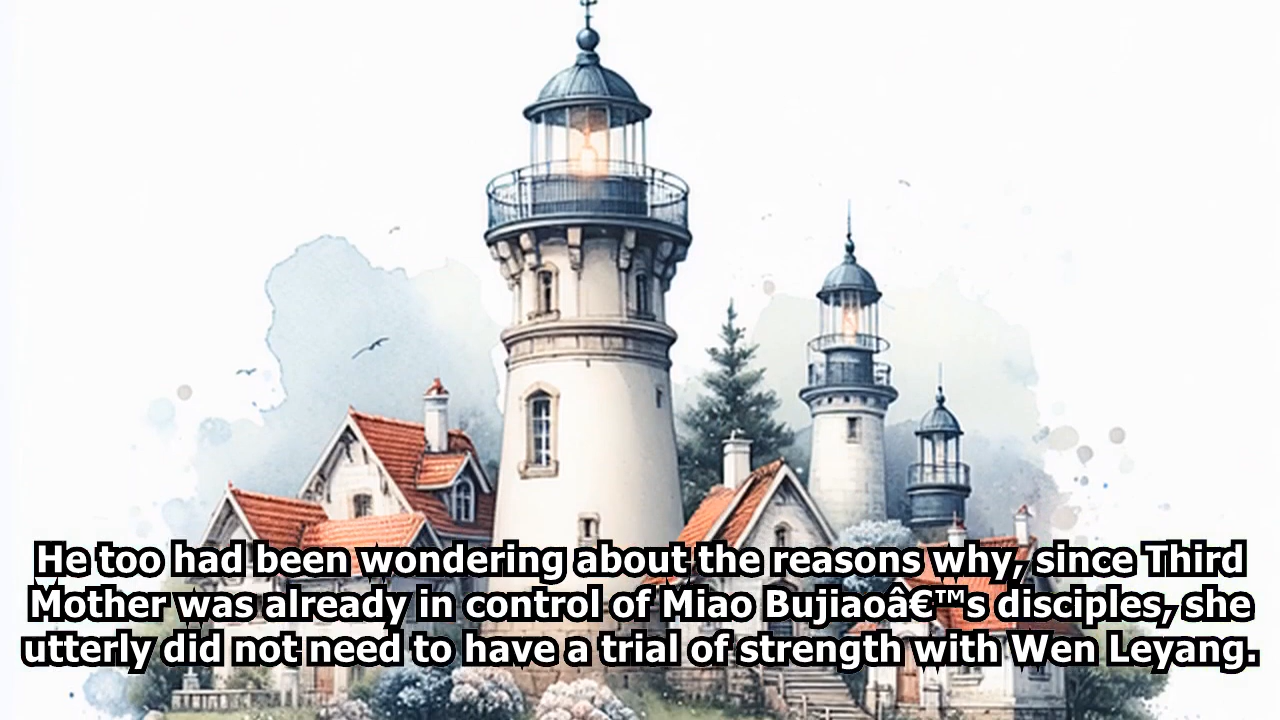 He too had been wondering about the reasons why, since Third
Mother was already in control of Miao Bujiaoâ€™s disciples, she
utterly did not need to have a trial of strength with Wen Leyang.